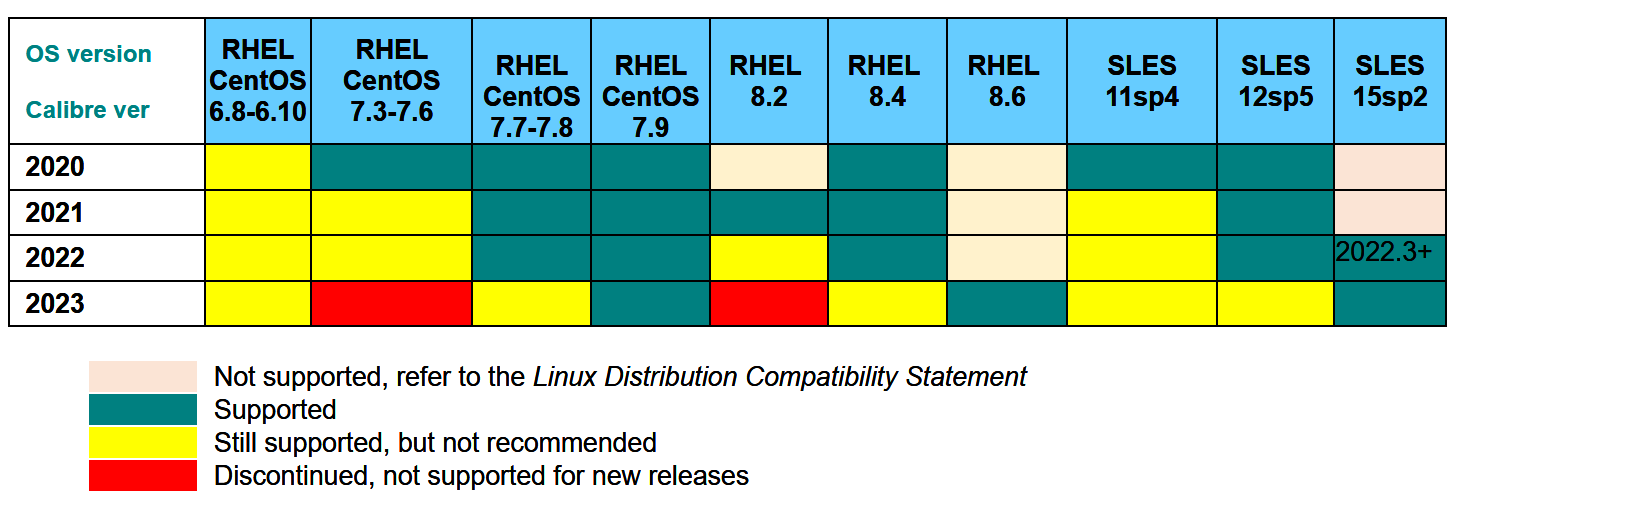 OS version
Calibre ver
RHEL
CentOS
6.8-6.10
RHEL
CentOS
7.3-7.6
RHEL
CentOS
7.7-7.8
RHEL
CentOS
7.9
RHEL
8.2
RHEL
8.4
RHEL
8.6
SLES
11sp4
SLES
12sp5
SLES
15sp2
2020
2021
2022
2022.3+
2023
Not supported, refer to the Linux Distribution Compatibility Statement
Supported
Still supported, but not recommended
Discontinued, not supported for new releases